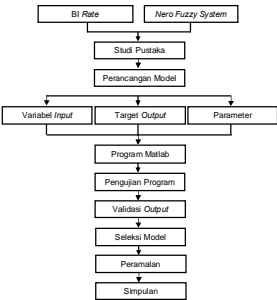 BI Rate
Nero Fuzzy System
Studi Pustaka
Perancangan Model
Variabel Input
Target Output
Parameter
Program Matlab
Pengujian Program
Validasi Output
Seleksi Model
Peramalan
Simpulan